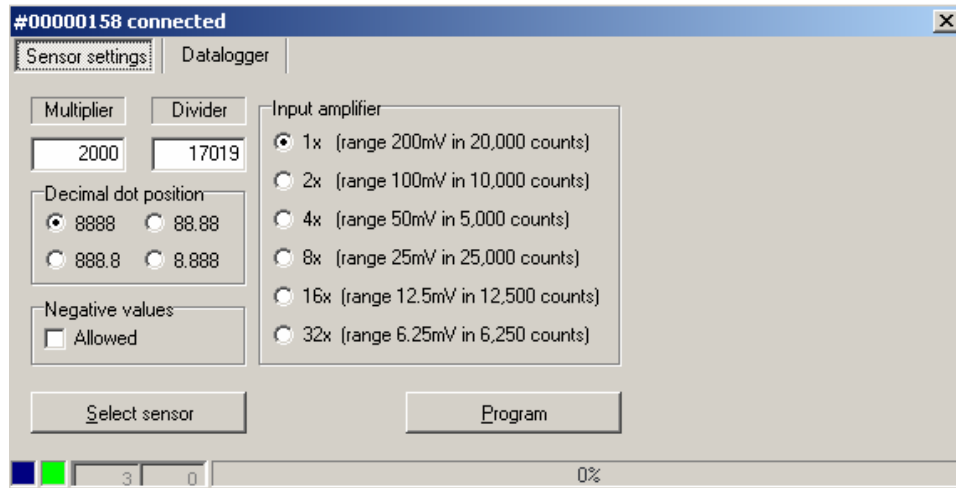 #00000158 connected
Sensor settings Datalogger
Multiplier Divider
2000 17019
Decimal dot position
8888 88.88
888.8 8.888
Negative values
Allowed
Input amplifier
1x (range 200mV in 20,000 counts)
2x (range 100mV in 10,000 counts)
4x (range 50mV in 5,000 counts)
8x (range 25mV in 25,000 counts)
16x (range 12.5mV in 12,500 counts)
32x (range 6.25mV in 6,250 counts)
Select sensor Program
3 0 0%